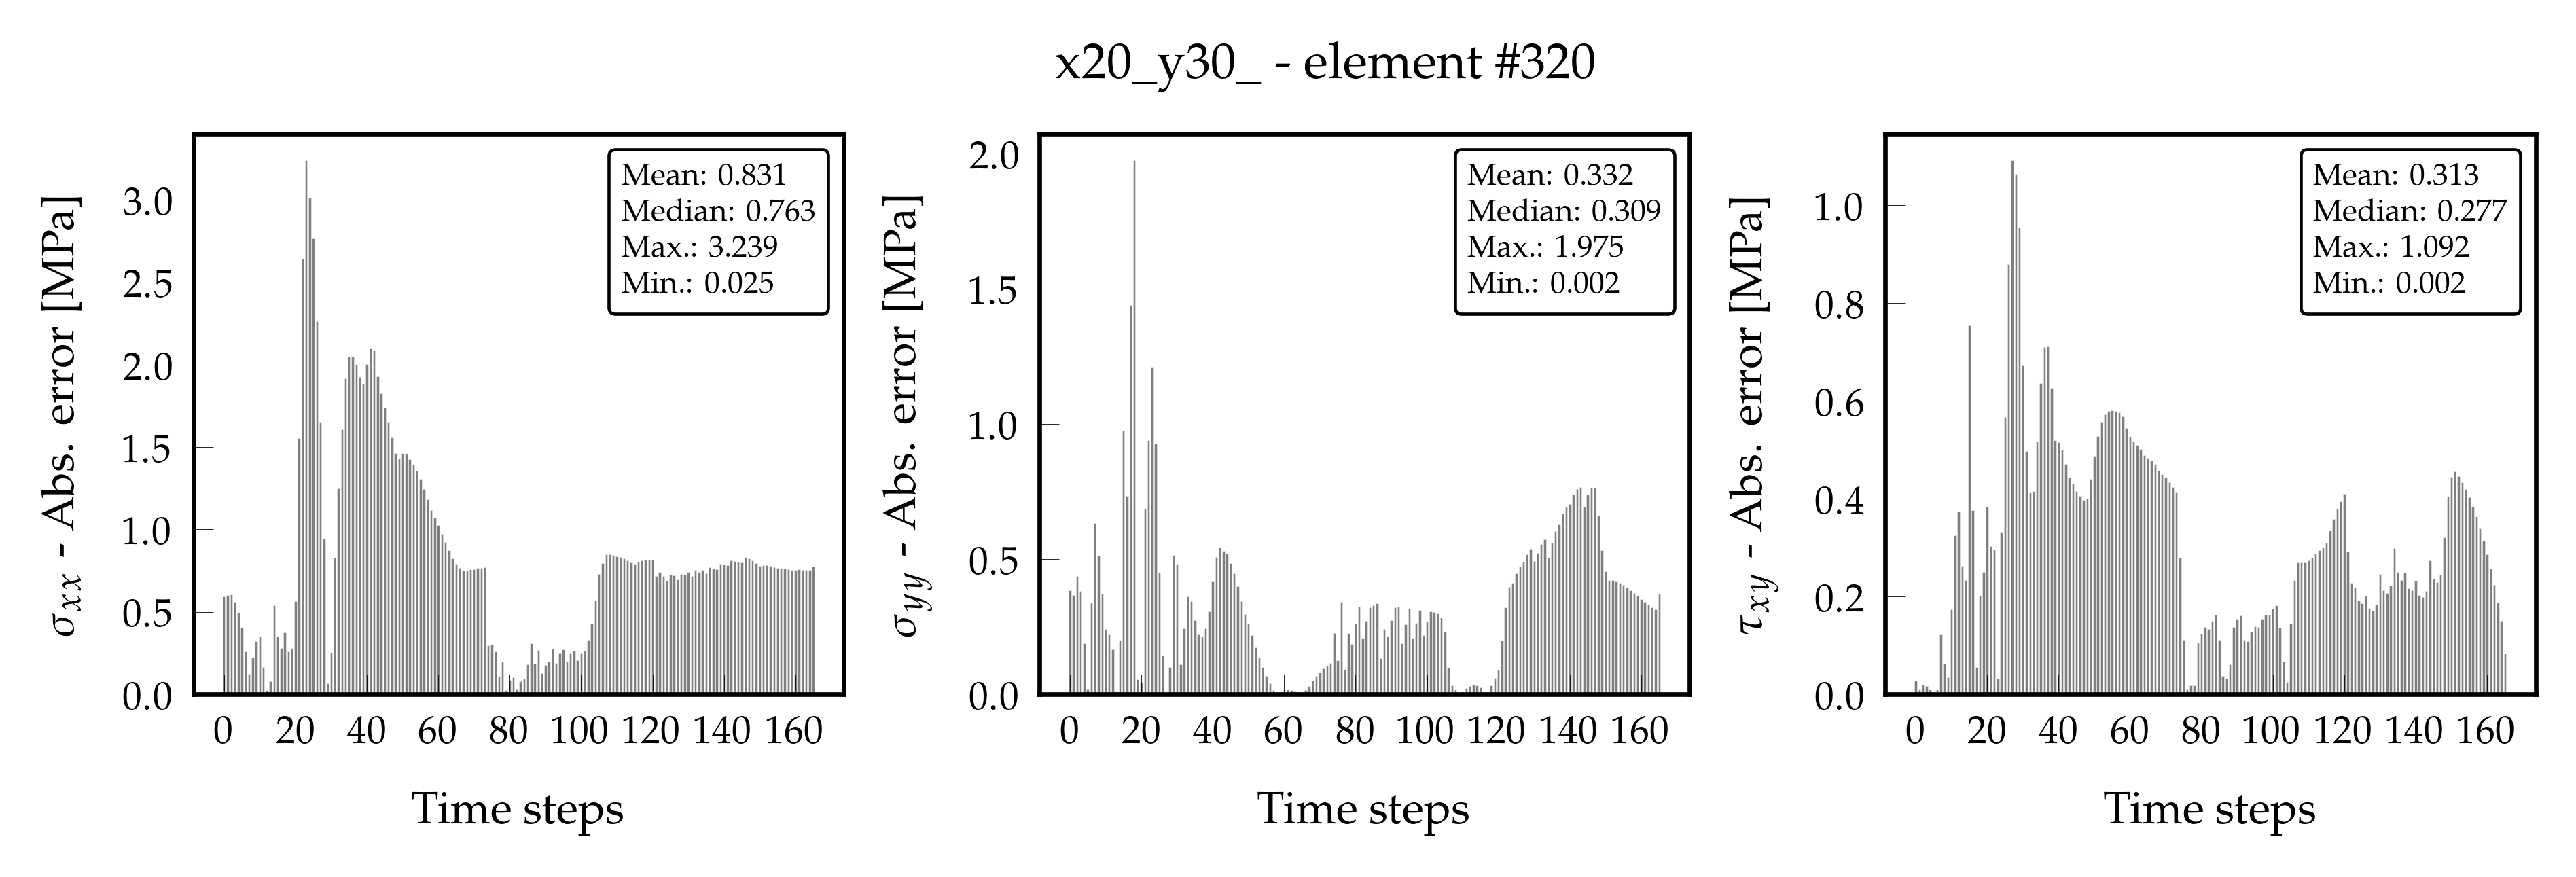 x20_y30_ - element #320
σxx - Abs. error [MPa]
3.0
2.5
2.0
1.5
1.0
0.5
0.0
Mean: 0.831
Median: 0.763
Max.: 3.239
Min.: 0.025
0 20 40 60 80 100 120 140 160
Time steps
σyy - Abs. error [MPa]
2.0
1.5
1.0
0.5
0.0
Mean: 0.332
Median: 0.309
Max.: 1.975
Min.: 0.002
0 20 40 60 80 100 120 140 160
Time steps
τxy - Abs. error [MPa]
1.0
0.8
0.6
0.4
0.2
0.0
Mean: 0.313
Median: 0.277
Max.: 1.092
Min.: 0.002
0 20 40 60 80 100 120 140 160
Time steps